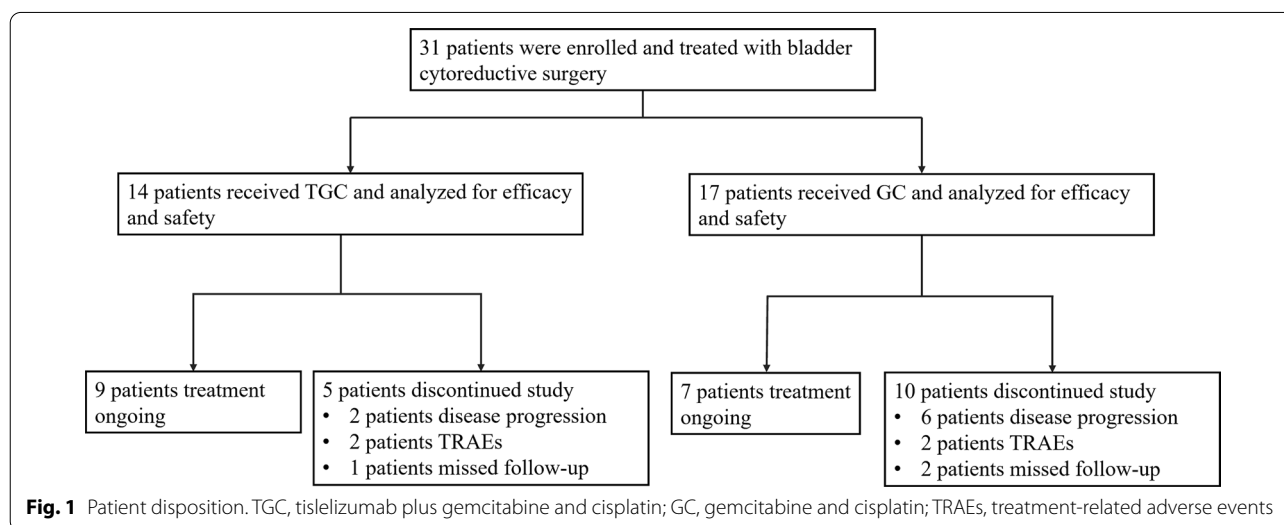 31 patients were enrolled and treated with bladder
cytoreductive surgery
14 patients received TGC and analyzed for efficacy
and safety
17 patients received GC and analyzed for efficacy
and safety
9 patients treatment
ongoing
5 patients discontinued study
• 2 patients disease progression
• 2 patients TRAEs
• 1 patients missed follow-up
7 patients treatment
ongoing
10 patients discontinued study
• 6 patients disease progression
• 2 patients TRAEs
• 2 patients missed follow-up
Fig. 1 Patient disposition. TGC, tislelizumab plus gemcitabine and cisplatin; GC, gemcitabine and cisplatin; TRAEs, treatment-related adverse events